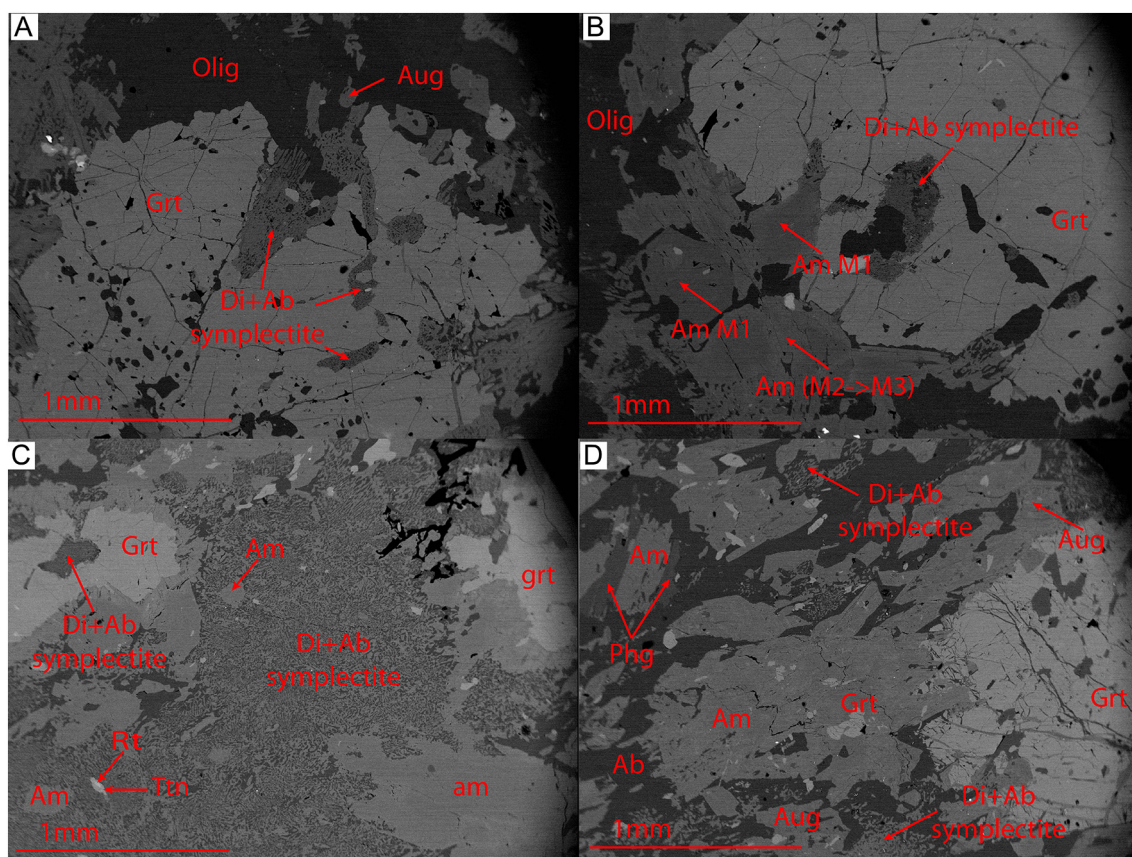 A
Olig
Aug
Grt
Di+Ab
symplectite
1mm
B
Olig
Di+Ab symplectite
Grt
Am M1
Am M1
Am (M2->M3)
1mm
C
Grt
Am
grt
Di+Ab
symplectite
Di+Ab
symplectite
Rt
Ttn
Am
am
1mm
D
Di+Ab
symplectite
Aug
Am
Phg
Grt
Grt
Am
Ab
Di+Ab
symplectite
Aug
1mm